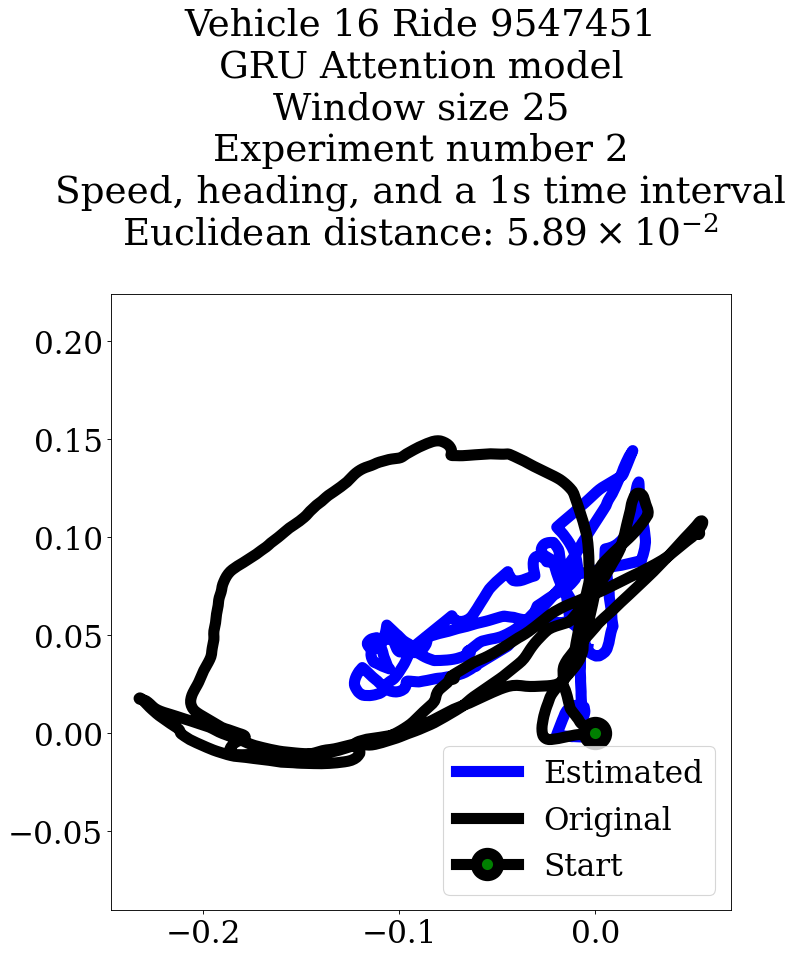 Vehicle 16 Ride 9547451
GRU Attention model
Window size 25
Experiment number 2
Speed, heading, and a 1s time interval
Euclidean distance: 5.89 × 10⁻²
0.20
0.15
0.10
0.05
0.00
−0.05
Estimated
Original
Start
−0.2 −0.1 0.0